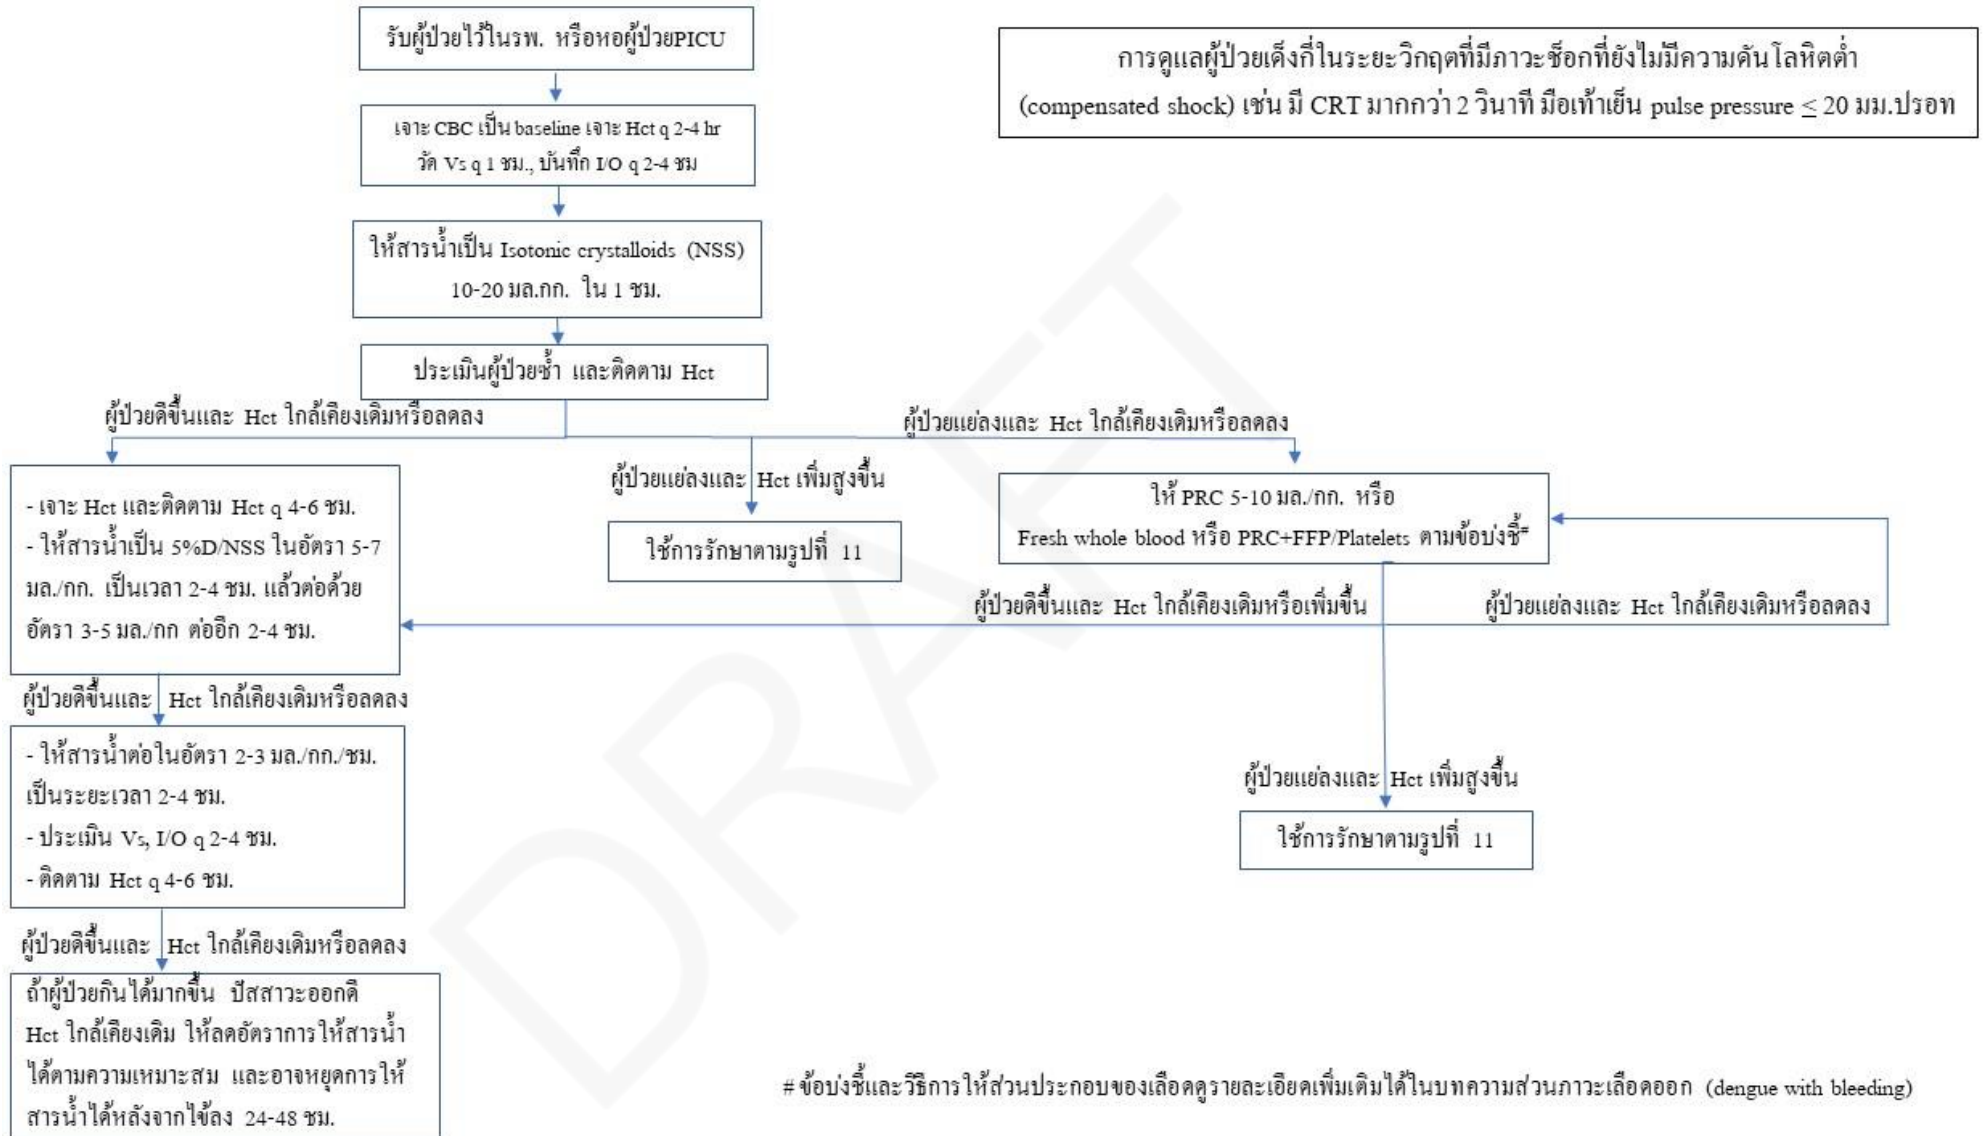 รับผู้ป่วยไว้ในรพ. หรือหอผู้ป่วยPICU
การดูแลผู้ป่วยเด็งกี่ในระยะวิกฤตที่มีภาวะช็อกที่ยังไม่มีความดันโลหิตต่ำ
(compensated shock) เช่น มี CRT มากกว่า 2 วินาที มือเท้าเย็น pulse pressure ≤ 20 มม.ปรอท
เจาะ CBC เป็น baseline เจาะ Hct q 2-4 hr
วัด Vs q 1 ชม., บันทึก I/O q 2-4 ชม
ให้สารน้ำเป็น Isotonic crystalloids (NSS)
10-20 มล.กก. ใน 1 ชม.
ประเมินผู้ป่วยซ้ำ และติดตาม Hct
ผู้ป่วยดีขึ้นและ Hct ใกล้เคียงเดิมหรือลดลง
ผู้ป่วยแย่ลงและ Hct ใกล้เคียงเดิมหรือลดลง
ผู้ป่วยแย่ลงและ Hct เพิ่มสูงขึ้น
- เจาะ Hct และติดตาม Hct q 4-6 ชม.
- ให้สารน้ำเป็น 5%D/NSS ในอัตรา 5-7
มล./กก. เป็นเวลา 2-4 ชม. แล้วต่อด้วย
อัตรา 3-5 มล./กก ต่ออีก 2-4 ชม.
ใช้การรักษาตามรูปที่ 11
ให้ PRC 5-10 มล./กก. หรือ
Fresh whole blood หรือ PRC+FFP/Platelets ตามข้อบ่งชี้#
ผู้ป่วยดีขึ้นและ Hct ใกล้เคียงเดิมหรือเพิ่มขึ้น
ผู้ป่วยแย่ลงและ Hct ใกล้เคียงเดิมหรือลดลง
ผู้ป่วยดีขึ้นและ Hct ใกล้เคียงเดิมหรือลดลง
- ให้สารน้ำต่อในอัตรา 2-3 มล./กก./ชม.
เป็นระยะเวลา 2-4 ชม.
- ประเมิน Vs, I/O q 2-4 ชม.
- ติดตาม Hct q 4-6 ชม.
ผู้ป่วยแย่ลงและ Hct เพิ่มสูงขึ้น
ใช้การรักษาตามรูปที่ 11
ผู้ป่วยดีขึ้นและ Hct ใกล้เคียงเดิมหรือลดลง
ถ้าผู้ป่วยกินได้มากขึ้น ปัสสาวะออกดี
Hct ใกล้เคียงเดิม ให้ลดอัตราการให้สารน้ำ
ได้ตามความเหมาะสม และอาจหยุดการให้
สารน้ำได้หลังจากไข้ลง 24-48 ชม.
# ข้อบ่งชี้และวิธีการให้ส่วนประกอบของเลือดดูรายละเอียดเพิ่มเติมได้ในบทความส่วนภาวะเลือดออก (dengue with bleeding)
DRAFT